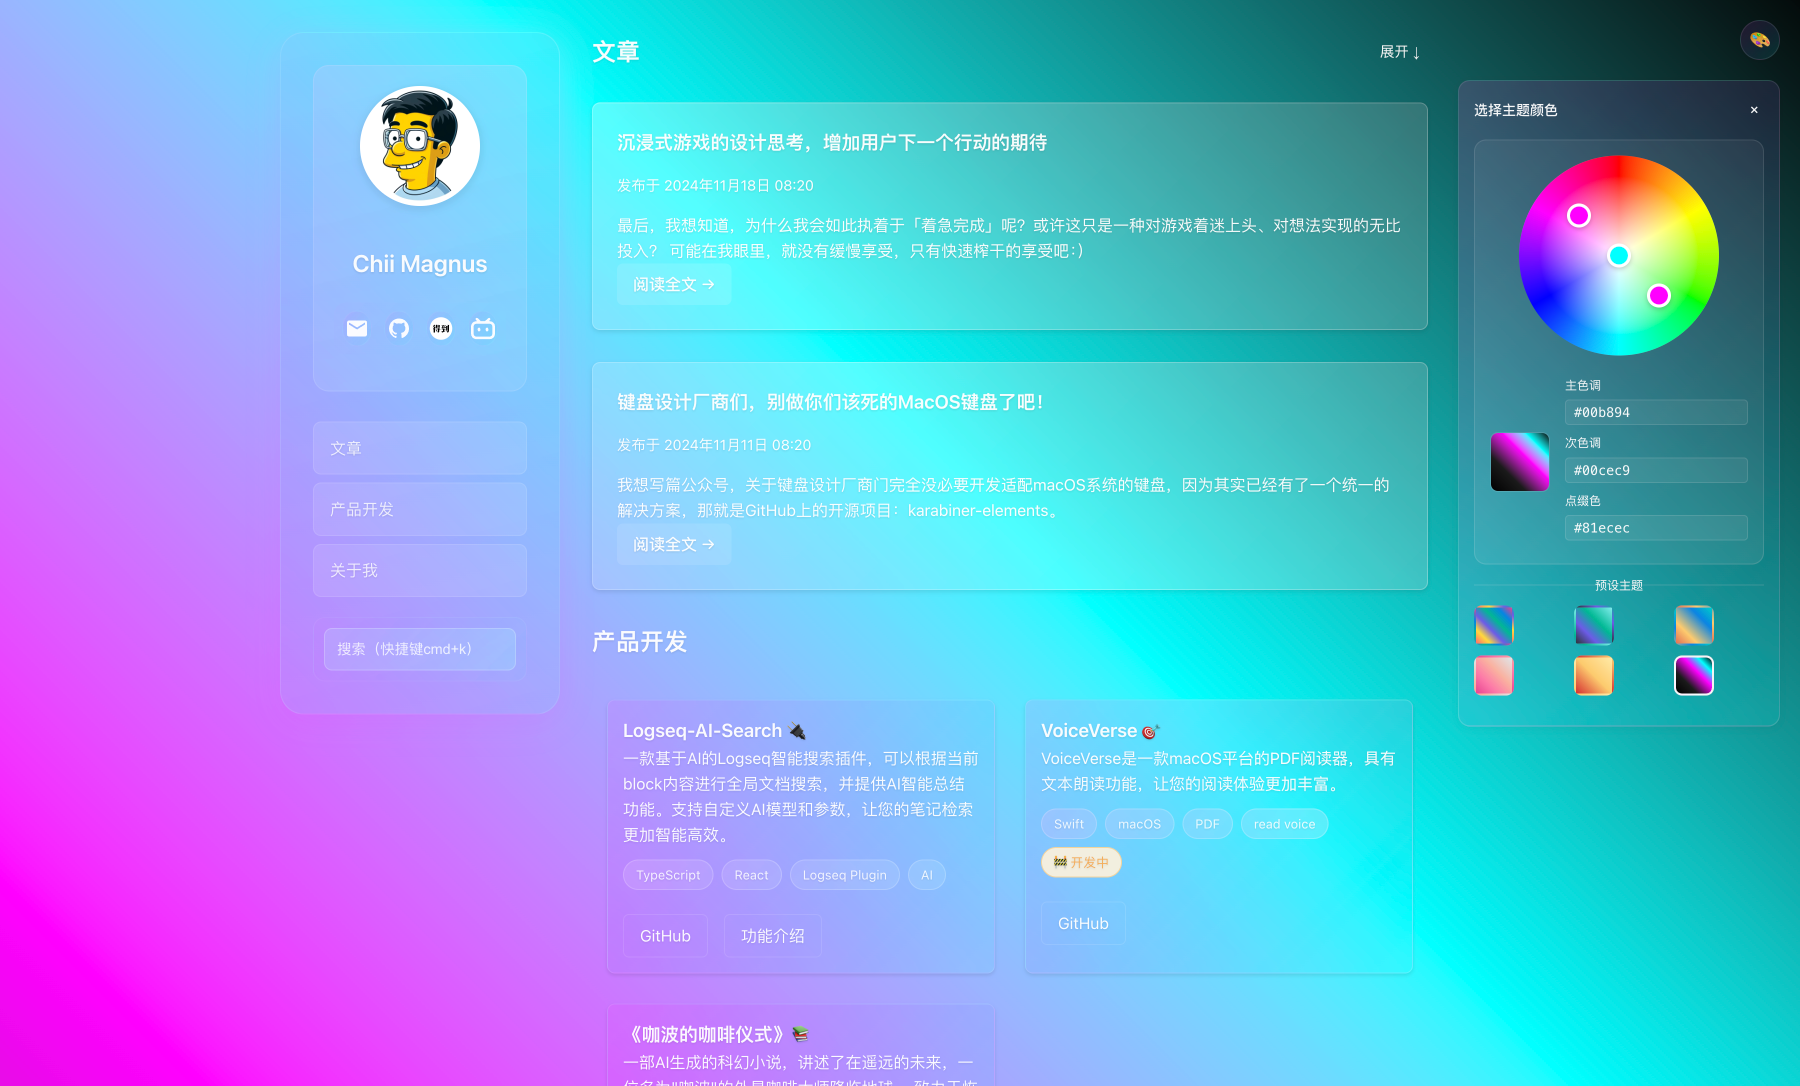 Chii Magnus
得到
文章
产品开发
关于我
搜索（快捷键cmd+k）
文章
展开 ↓
沉浸式游戏的设计思考，增加用户下一个行动的期待
发布于 2024年11月18日 08:20
最后，我想知道，为什么我会如此执着于「着急完成」呢？或许这只是一种对游戏着迷上头、对想法实现的无比
投入？ 可能在我眼里，就没有缓慢享受，只有快速榨干的享受吧:)
阅读全文 →
键盘设计厂商们，别做你们该死的MacOS键盘了吧！
发布于 2024年11月11日 08:20
我想写篇公众号，关于键盘设计厂商门完全没必要开发适配macOS系统的键盘，因为其实已经有了一个统一的
解决方案，那就是GitHub上的开源项目：karabiner-elements。
阅读全文 →
产品开发
Logseq-AI-Search 🔌
一款基于AI的Logseq智能搜索插件，可以根据当前
block内容进行全局文档搜索，并提供AI智能总结
功能。支持自定义AI模型和参数，让您的笔记检索
更加智能高效。
TypeScript React Logseq Plugin AI
GitHub 功能介绍
VoiceVerse 🎯
VoiceVerse是一款macOS平台的PDF阅读器，具有
文本朗读功能，让您的阅读体验更加丰富。
Swift macOS PDF read voice
🚧 开发中
GitHub
《咖波的咖啡仪式》📚
一部AI生成的科幻小说，讲述了在遥远的未来，一
选择主题颜色 ×
主色调
#00b894
次色调
#00cec9
点缀色
#81ecec
预设主题